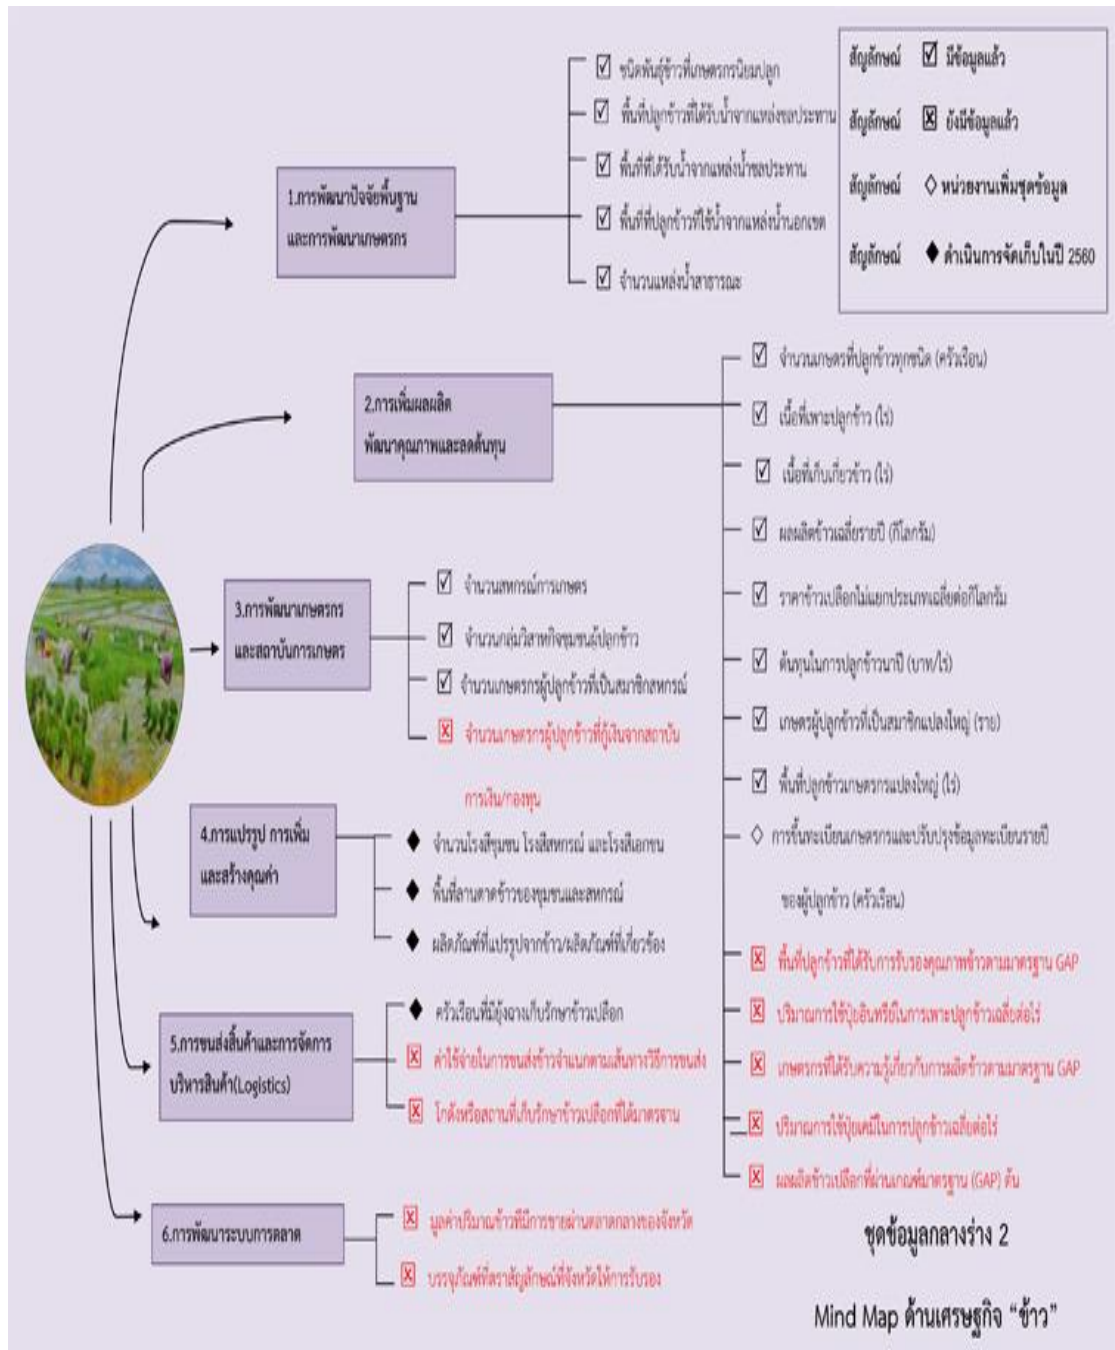 ชนิดพันธุ์ข้าวที่เกษตรกรนิยมปลูก
พื้นที่ปลูกข้าวที่ได้รับน้ำจากแหล่งชลประทาน
พื้นที่ที่ได้รับน้ำจากแหล่งน้ำชลประทาน
พื้นที่ที่ปลูกข้าวที่ใช้น้ำจากแหล่งน้ำนอกเขต
จำนวนแหล่งน้ำสาธารณะ
สัญลักษณ์ ☑ มีข้อมูลแล้ว
สัญลักษณ์ ☒ ยังมีข้อมูลแล้ว
สัญลักษณ์ ◇ หน่วยงานเพิ่มชุดข้อมูล
สัญลักษณ์ ◆ ดำเนินการจัดเก็บในปี 2560
1.การพัฒนาปัจจัยพื้นฐาน
และการพัฒนาเกษตรกร
2.การเพิ่มผลผลิต
พัฒนาคุณภาพและลดต้นทุน
จำนวนเกษตรที่ปลูกข้าวทุกชนิด (ครัวเรือน)
เนื้อที่เพาะปลูกข้าว (ไร่)
เนื้อที่เก็บเกี่ยวข้าว (ไร่)
ผลผลิตข้าวเฉลี่ยรายปี (กิโลกรัม)
ราคาข้าวเปลือกไม่แยกประเภทเฉลี่ยต่อกิโลกรัม
ต้นทุนในการปลูกข้าวนาปี (บาท/ไร่)
เกษตรผู้ปลูกข้าวที่เป็นสมาชิกแปลงใหญ่ (ราย)
พื้นที่ปลูกข้าวเกษตรกรแปลงใหญ่ (ไร่)
การขึ้นทะเบียนเกษตรกรและปรับปรุงข้อมูลทะเบียนรายปี
ของผู้ปลูกข้าว (ครัวเรือน)
พื้นที่ปลูกข้าวที่ได้รับการรับรองคุณภาพข้าวตามมาตรฐาน GAP
ปริมาณการใช้ปุ๋ยอินทรีย์ในการเพาะปลูกข้าวเฉลี่ยต่อไร่
เกษตรกรที่ได้รับความรู้เกี่ยวกับการผลิตข้าวตามมาตรฐาน GAP
ปริมาณการใช้ปุ๋ยเคมีในการปลูกข้าวเฉลี่ยต่อไร่
ผลผลิตข้าวเปลือกที่ผ่านเกณฑ์มาตรฐาน (GAP) ตัน
3.การพัฒนาเกษตรกร
และสถาบันการเกษตร
จำนวนสหกรณ์การเกษตร
จำนวนกลุ่มวิสาหกิจชุมชนผู้ปลูกข้าว
จำนวนเกษตรกรผู้ปลูกข้าวที่เป็นสมาชิกสหกรณ์
จำนวนเกษตรกรผู้ปลูกข้าวที่กู้เงินจากสถาบัน
การเงิน/กองทุน
4.การแปรรูป การเพิ่ม
และสร้างคุณค่า
จำนวนโรงสีชุมชน โรงสีสหกรณ์ และโรงสีเอกชน
พื้นที่ลานตาดข้าวของชุมชนและสหกรณ์
ผลิตภัณฑ์ที่แปรรูปจากข้าว/ผลิตภัณฑ์ที่เกี่ยวข้อง
5.การขนส่งสิ้นค้าและการจัดการ
บริหารสินค้า(Logistics)
ครัวเรือนที่มียุ้งฉางเก็บรักษาข้าวเปลือก
ค่าใช้จ่ายในการขนส่งข้าวจำแนกตามเส้นทางวิธีการขนส่ง
โกดังหรือสถานที่เก็บรักษาข้าวเปลือกที่ได้มาตรฐาน
6.การพัฒนาระบบการตลาด
มูลค่าปริมาณข้าวที่มีการขายผ่านตลาดกลางของจังหวัด
บรรจุภัณฑ์ที่ตราสัญลักษณ์ที่จังหวัดให้การรับรอง
ชุดข้อมูลกลางร่าง 2
Mind Map ด้านเศรษฐกิจ “ข้าว”